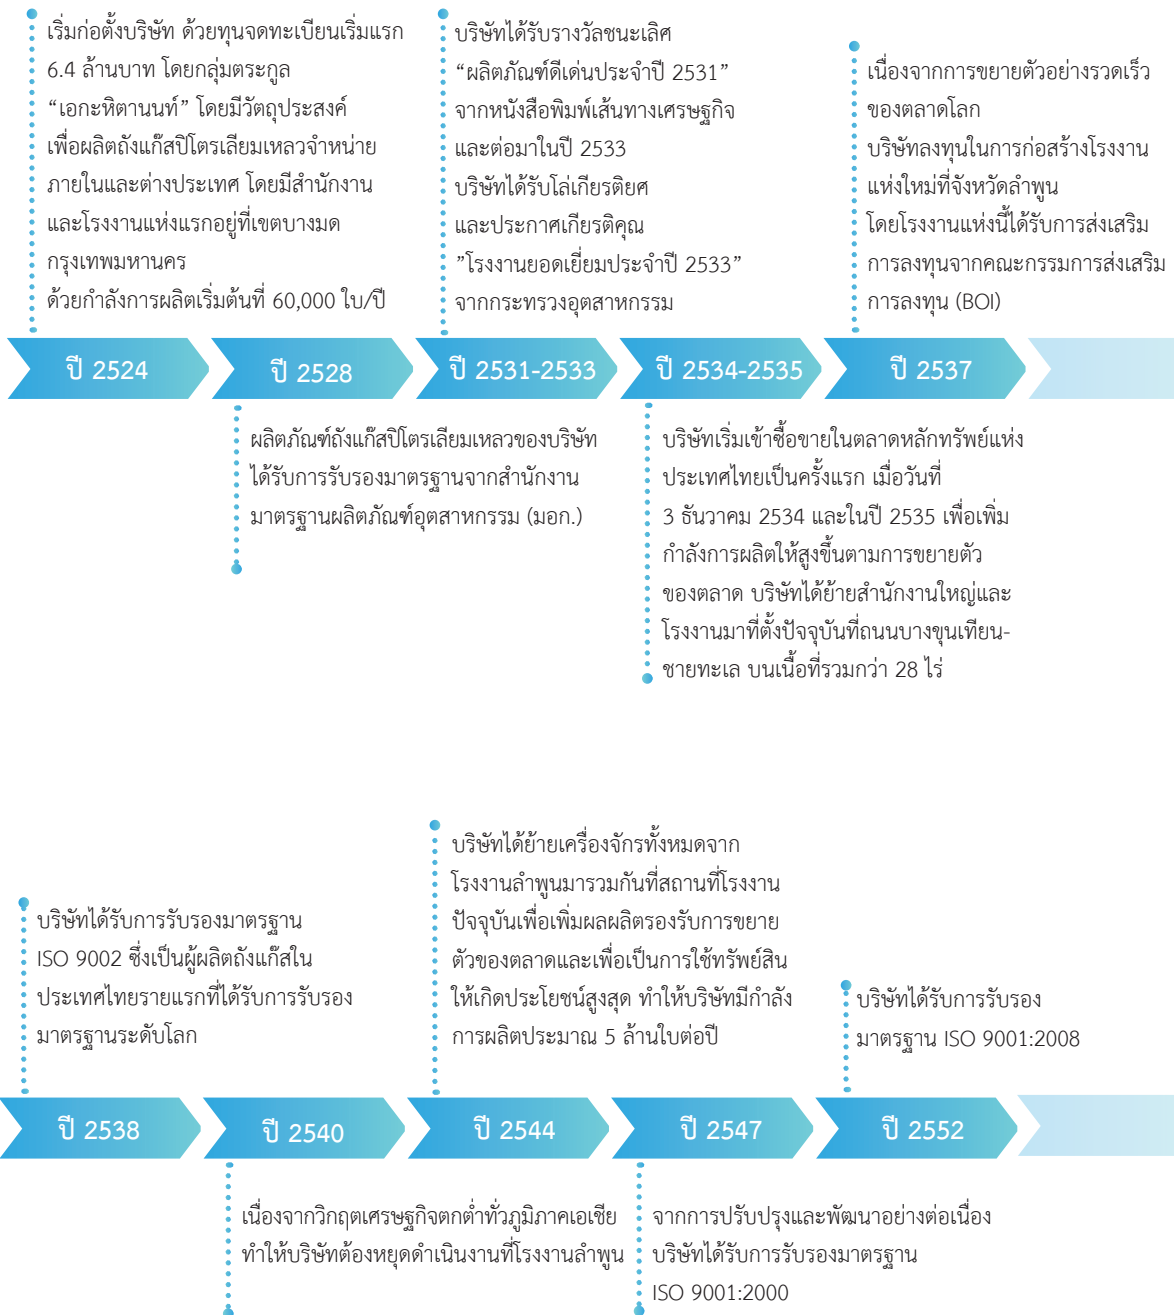 เริ่มก่อตั้งบริษัท ด้วยทุนจดทะเบียนเริ่มแรก
6.4 ล้านบาท โดยกลุ่มตระกูล
“เอกะหิตานนท์” โดยมีวัตถุประสงค์
เพื่อผลิตถังแก๊สปิโตรเลียมเหลวจำหน่าย
ภายในและต่างประเทศ โดยมีสำนักงาน
และโรงงานแห่งแรกอยู่ที่เขตบางมด
กรุงเทพมหานคร
ด้วยกำลังการผลิตเริ่มต้นที่ 60,000 ใบ/ปี
บริษัทได้รับรางวัลชนะเลิศ
“ผลิตภัณฑ์ดีเด่นประจำปี 2531”
จากหนังสือพิมพ์เส้นทางเศรษฐกิจ
และต่อมาในปี 2533
บริษัทได้รับโล่เกียรติยศ
และประกาศเกียรติคุณ
”โรงงานยอดเยี่ยมประจำปี 2533”
จากกระทรวงอุตสาหกรรม
เนื่องจากการขยายตัวอย่างรวดเร็ว
ของตลาดโลก
บริษัทลงทุนในการก่อสร้างโรงงาน
แห่งใหม่ที่จังหวัดลำพูน
โดยโรงงานแห่งนี้ได้รับการส่งเสริม
การลงทุนจากคณะกรรมการส่งเสริม
การลงทุน (BOI)
ปี 2524
ปี 2528
ปี 2531-2533
ปี 2534-2535
ปี 2537
ผลิตภัณฑ์ถังแก๊สปิโตรเลียมเหลวของบริษัท
ได้รับการรับรองมาตรฐานจากสำนักงาน
มาตรฐานผลิตภัณฑ์อุตสาหกรรม (มอก.)
บริษัทเริ่มเข้าซื้อขายในตลาดหลักทรัพย์แห่ง
ประเทศไทยเป็นครั้งแรก เมื่อวันที่
3 ธันวาคม 2534 และในปี 2535 เพื่อเพิ่ม
กำลังการผลิตให้สูงขึ้นตามการขยายตัว
ของตลาด บริษัทได้ย้ายสำนักงานใหญ่และ
โรงงานมาที่ตั้งปัจจุบันที่ถนนบางขุนเทียน-
ชายทะเล บนเนื้อที่รวมกว่า 28 ไร่
บริษัทได้รับการรับรองมาตรฐาน
ISO 9002 ซึ่งเป็นผู้ผลิตถังแก๊สใน
ประเทศไทยรายแรกที่ได้รับการรับรอง
มาตรฐานระดับโลก
บริษัทได้ย้ายเครื่องจักรทั้งหมดจาก
โรงงานลำพูนมารวมกันที่สถานที่โรงงาน
ปัจจุบันเพื่อเพิ่มผลผลิตรองรับการขยาย
ตัวของตลาดและเพื่อเป็นการใช้ทรัพย์สิน
ให้เกิดประโยชน์สูงสุด ทำให้บริษัทมีกำลัง
การผลิตประมาณ 5 ล้านใบต่อปี
บริษัทได้รับการรับรอง
มาตรฐาน ISO 9001:2008
ปี 2538
ปี 2540
ปี 2544
ปี 2547
ปี 2552
เนื่องจากวิกฤตเศรษฐกิจตกต่ำทั่วภูมิภาคเอเชีย
ทำให้บริษัทต้องหยุดดำเนินงานที่โรงงานลำพูน
จากการปรับปรุงและพัฒนาอย่างต่อเนื่อง
บริษัทได้รับการรับรองมาตรฐาน
ISO 9001:2000